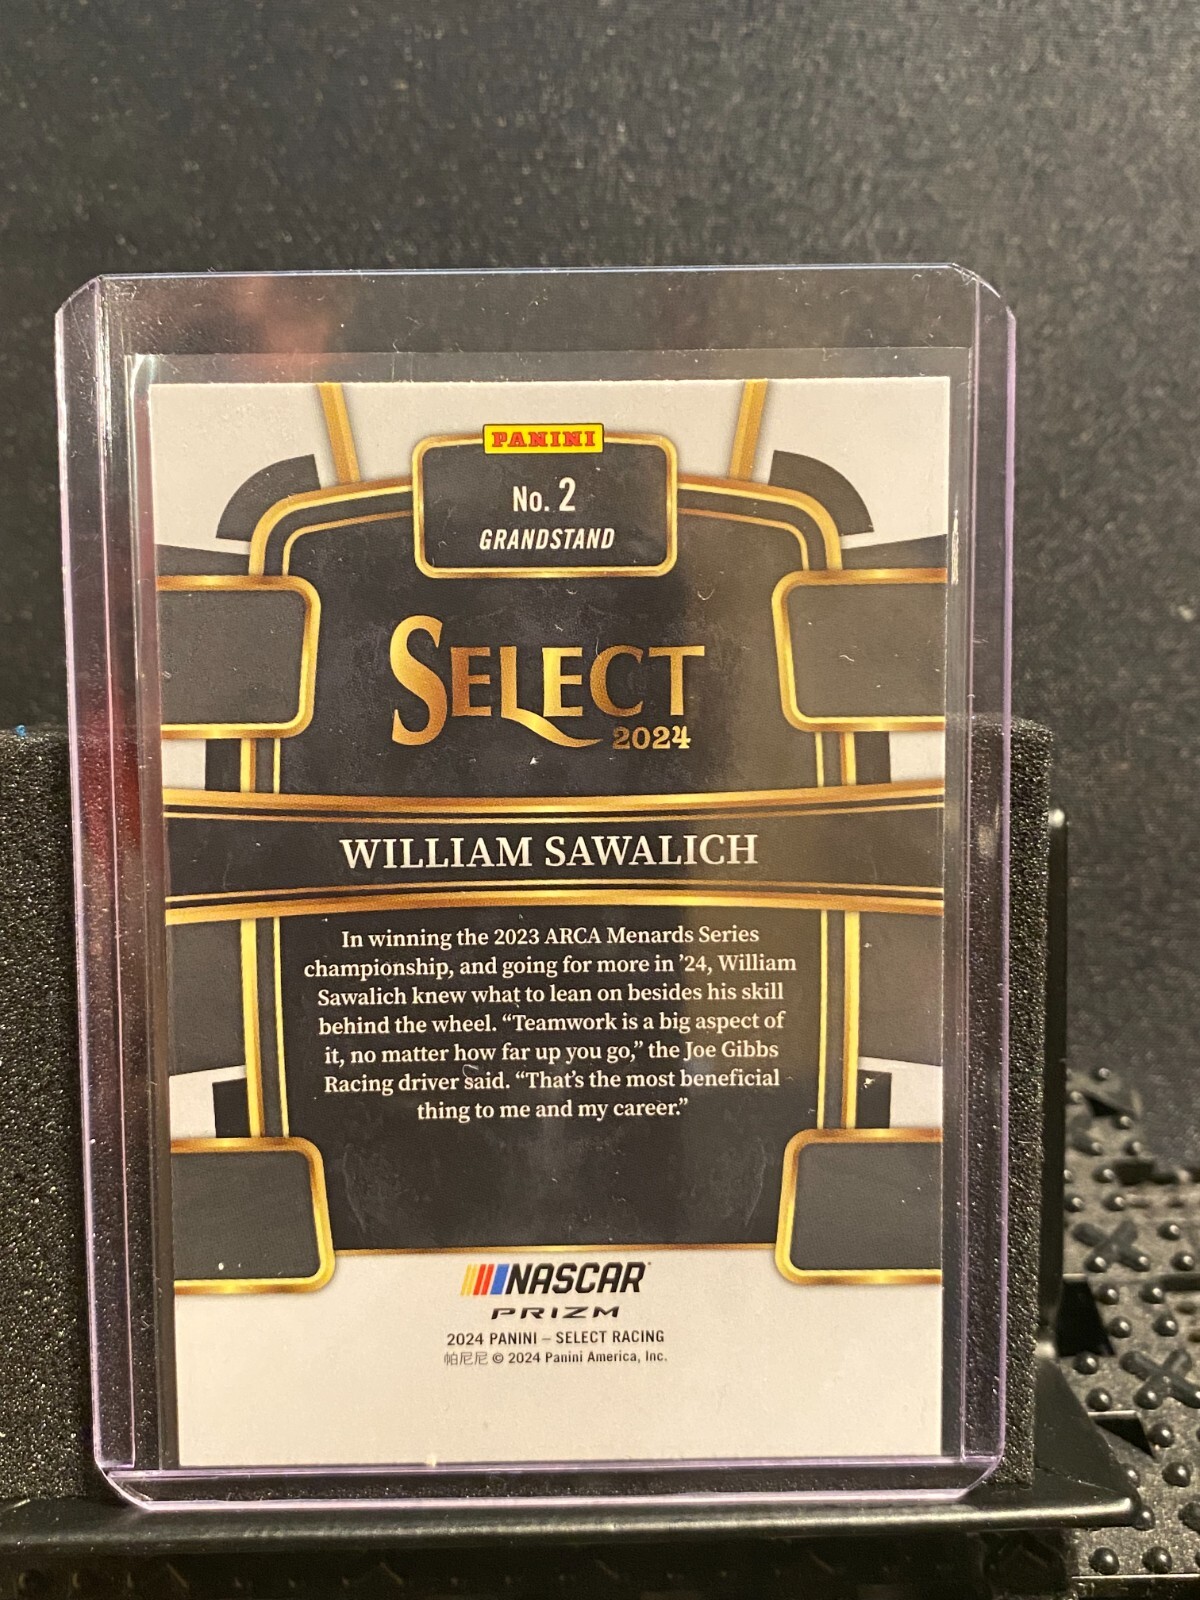 PANINI
No. 2
GRANDSTAND
SELECT
2024
WILLIAM SAWALICH
In winning the 2023 ARCA Menards Series
championship, and going for more in ’24, William
Sawalich knew what to lean on besides his skill
behind the wheel. “Teamwork is a big aspect of
it, no matter how far up you go,” the Joe Gibbs
Racing driver said. “That’s the most beneficial
thing to me and my career.”
NASCAR
PRIZM
2024 PANINI – SELECT RACING
帕尼尼 © 2024 Panini America, Inc.